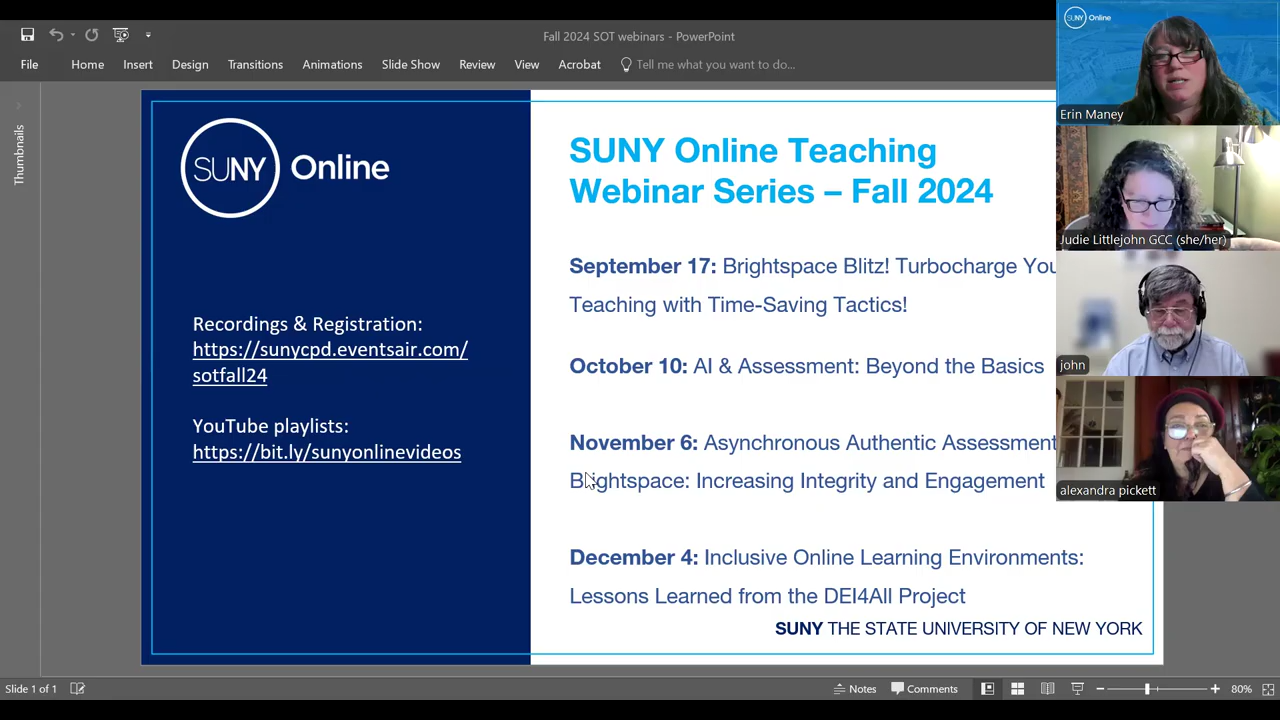 Fall 2024 SOT webinars - PowerPoint
File Home Insert Design Transitions Animations Slide Show Review View Acrobat Tell me what you want to do...
Thumbnails
SUNY Online
Recordings & Registration:
https://sunycpd.eventsair.com/
sotfall24
YouTube playlists:
https://bit.ly/sunyonlinevideos
SUNY Online Teaching
Webinar Series – Fall 2024
September 17: Brightspace Blitz! Turbocharge You
Teaching with Time-Saving Tactics!
October 10: AI & Assessment: Beyond the Basics
November 6: Asynchronous Authentic Assessment
Brightspace: Increasing Integrity and Engagement
December 4: Inclusive Online Learning Environments:
Lessons Learned from the DEI4All Project
SUNY THE STATE UNIVERSITY OF NEW YORK
SUNY Online
Erin Maney
Judie Littlejohn GCC (she/her)
john
alexandra pickett
Slide 1 of 1 Notes Comments 80%